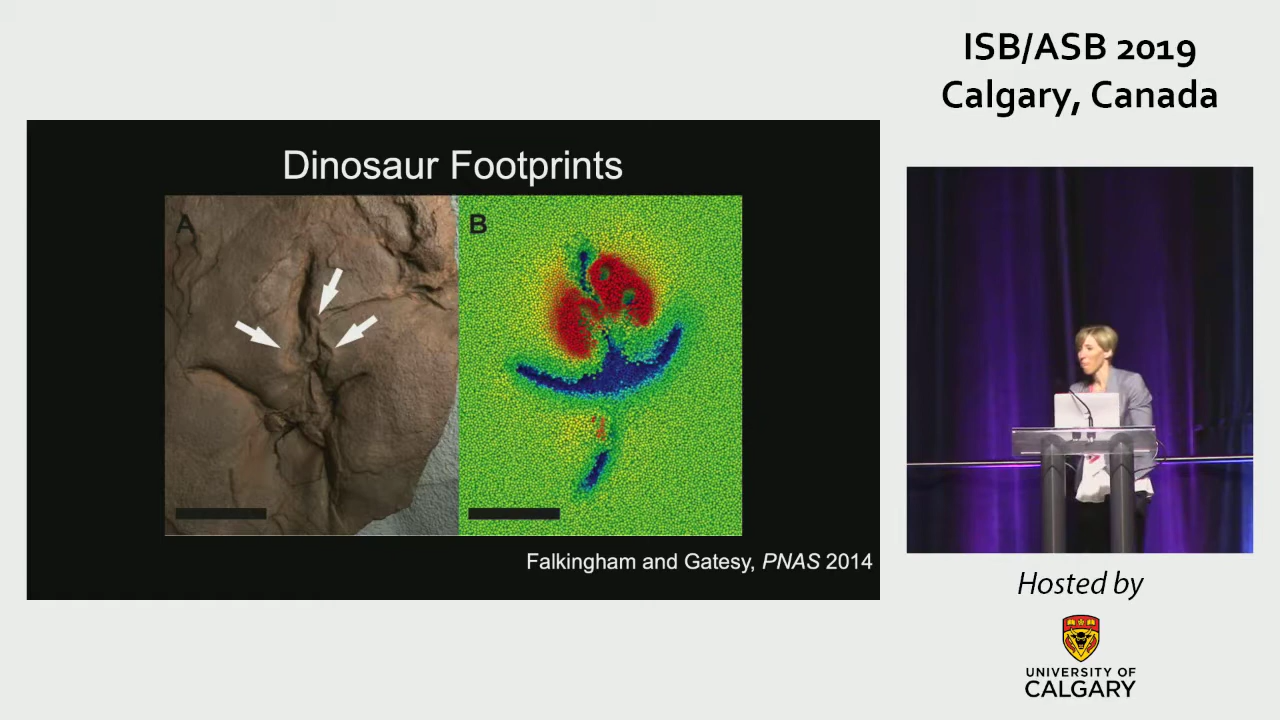 ISB/ASB 2019
Calgary, Canada
Dinosaur Footprints
A
B
Falkingham and Gatesy, PNAS 2014
Hosted by
UNIVERSITY OF
CALGARY